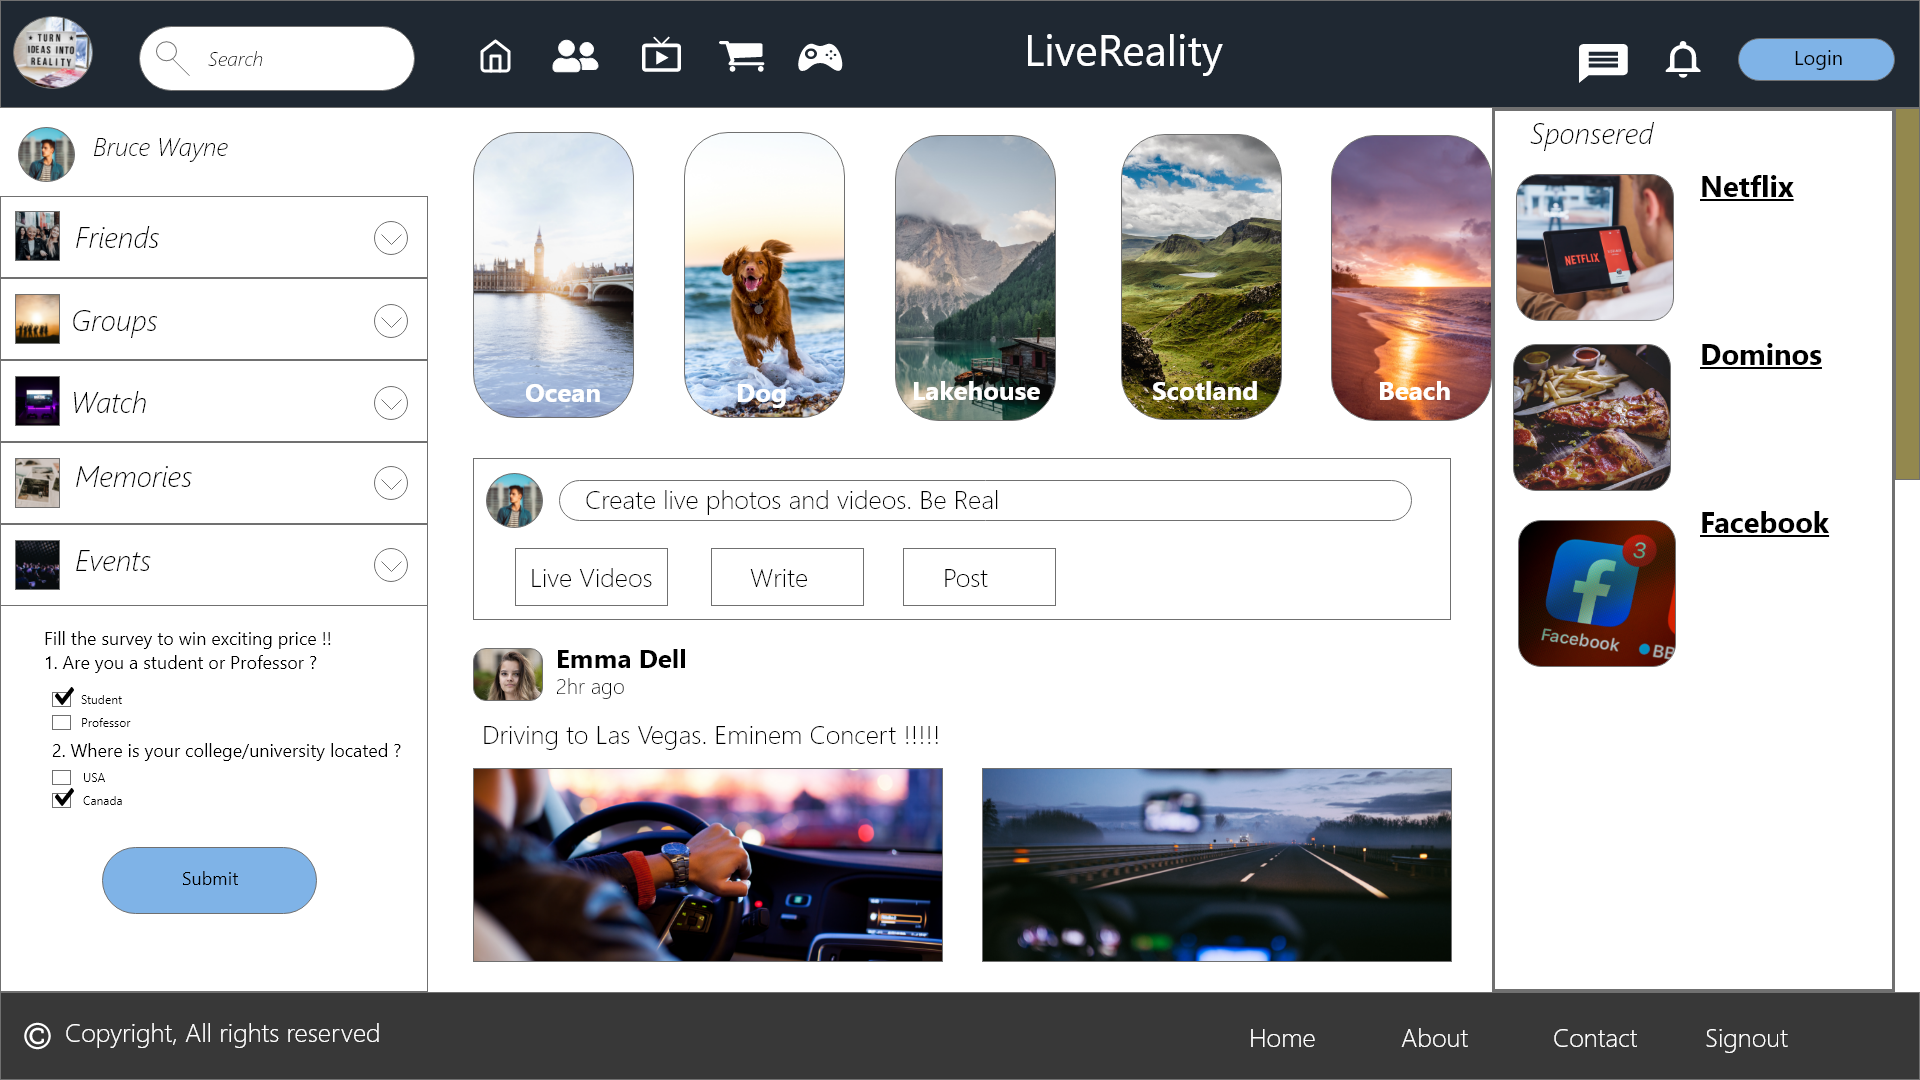 TURN
IDEAS INTO
REALITY
Search
LiveReality
Login
Bruce Wayne
Friends
Groups
Watch
Memories
Events
Fill the survey to win exciting price !!
1. Are you a student or Professor ?
Student
Professor
2. Where is your college/university located ?
USA
Canada
Submit
Ocean
Dog
Lakehouse
Scotland
Beach
Create live photos and videos. Be Real
Live Videos
Write
Post
Emma Dell
2hr ago
Driving to Las Vegas. Eminem Concert !!!!!
Sponsered
NETFLIX
Netflix
Dominos
3
Facebook
BB
Facebook
© Copyright, All rights reserved
Home
About
Contact
Signout